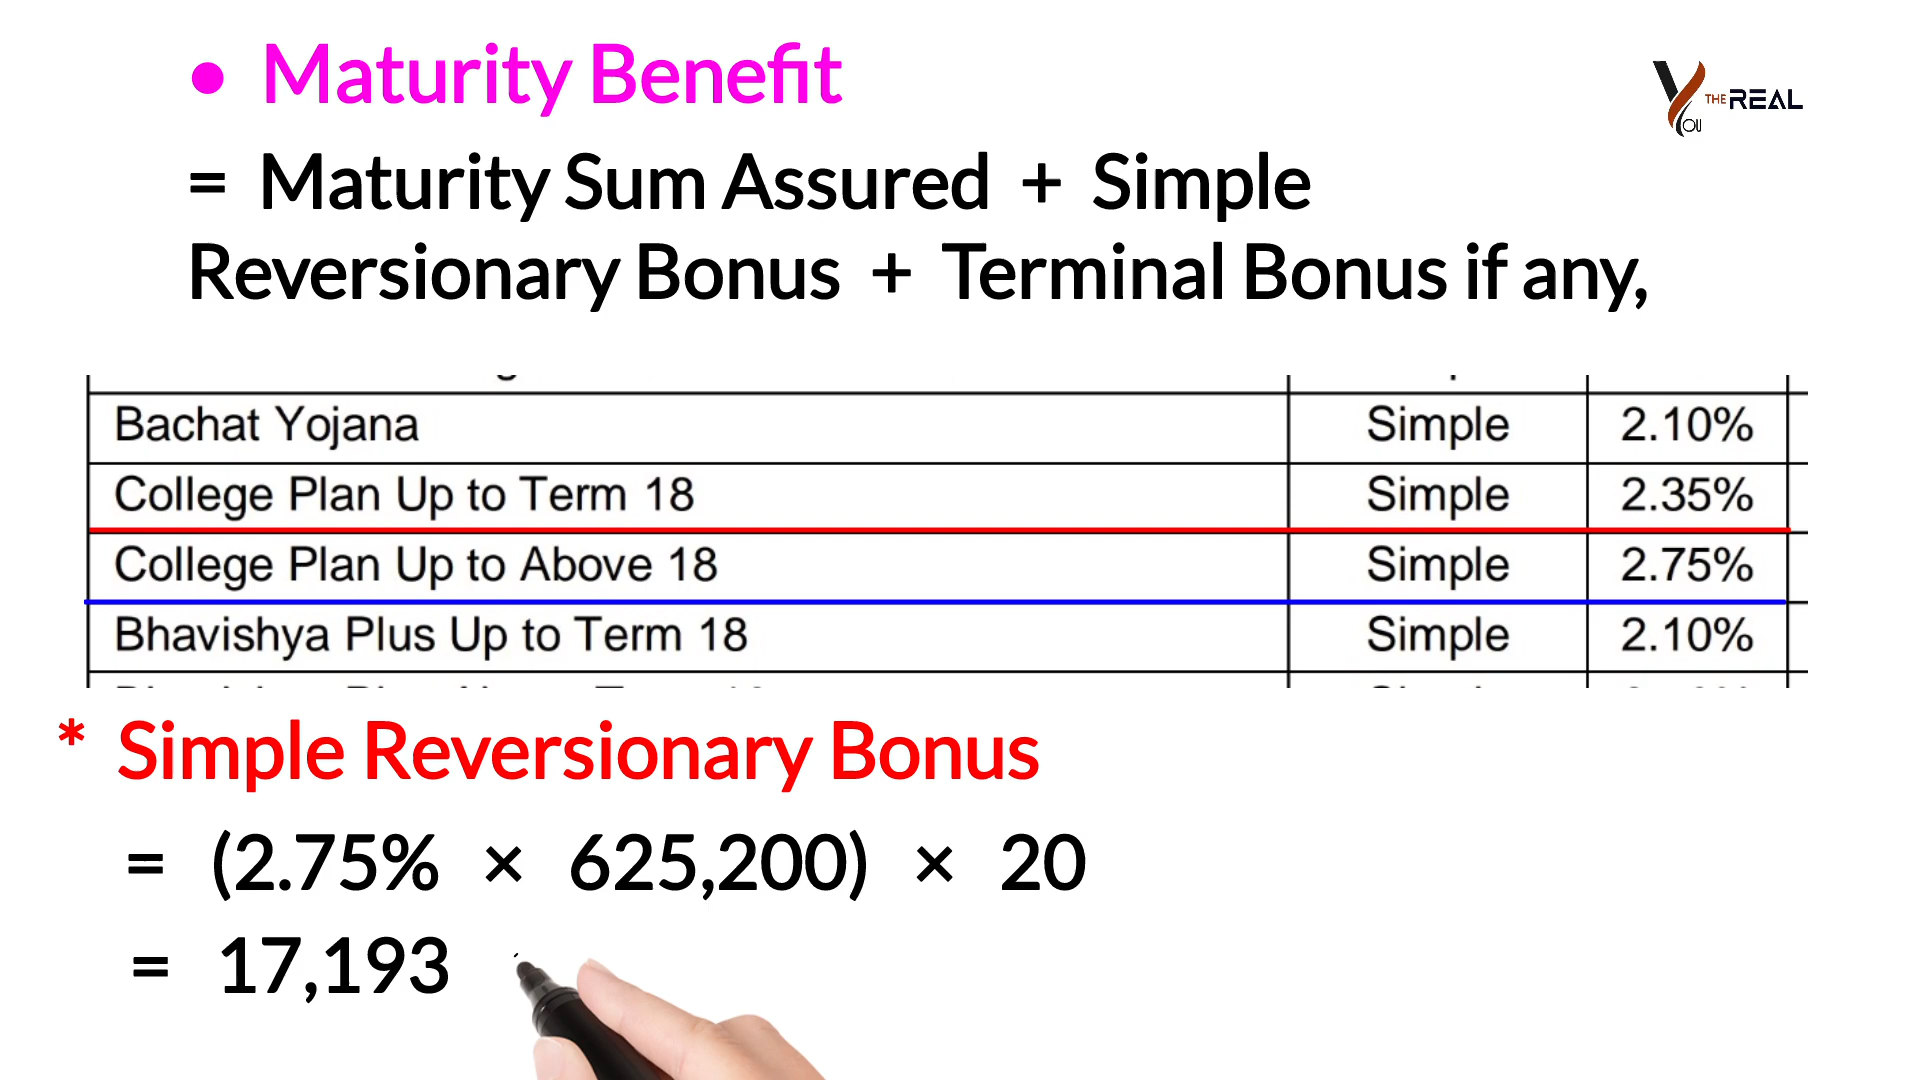 • Maturity Benefit
THE REAL
YOU
= Maturity Sum Assured + Simple
Reversionary Bonus + Terminal Bonus if any,
Bachat Yojana Simple 2.10%
College Plan Up to Term 18 Simple 2.35%
College Plan Up to Above 18 Simple 2.75%
Bhavishya Plus Up to Term 18 Simple 2.10%
* Simple Reversionary Bonus
= (2.75% × 625,200) × 20
= 17,193